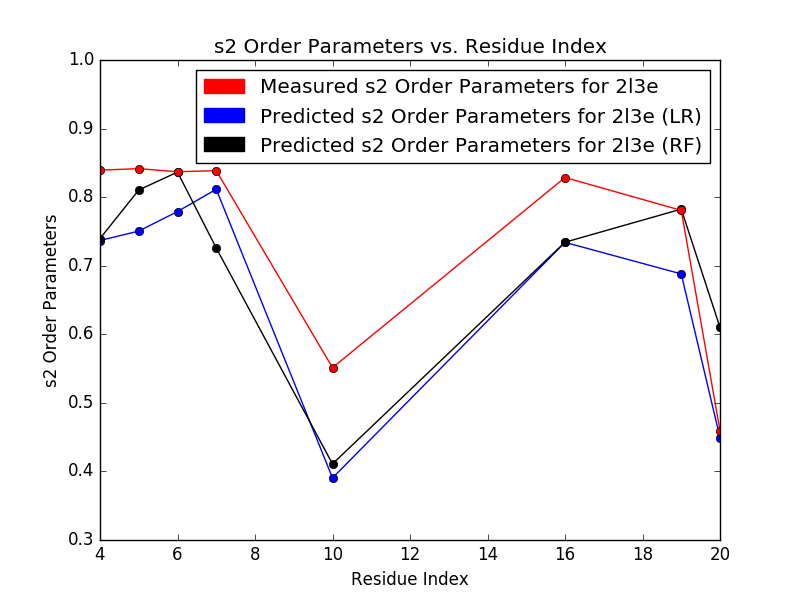 s2 Order Parameters vs. Residue Index
Measured s2 Order Parameters for 2l3e
Predicted s2 Order Parameters for 2l3e (LR)
Predicted s2 Order Parameters for 2l3e (RF)
s2 Order Parameters
1.0
0.9
0.8
0.7
0.6
0.5
0.4
0.3
4 6 8 10 12 14 16 18 20
Residue Index